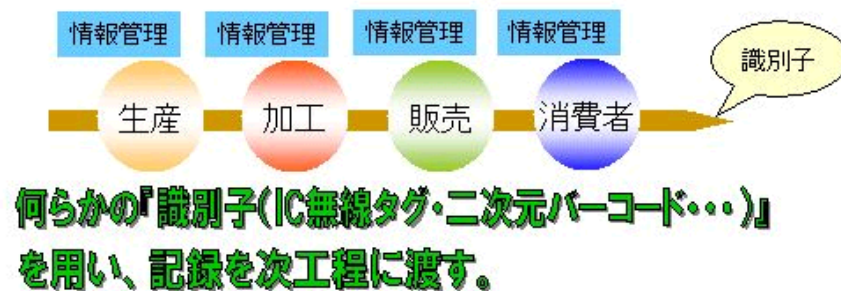 情報管理 情報管理 情報管理 情報管理
識別子
生産 加工 販売 消費者
何らかの『識別子(IC無線タグ・二次元バーコード・・・)』
を用い、記録を次工程に渡す。